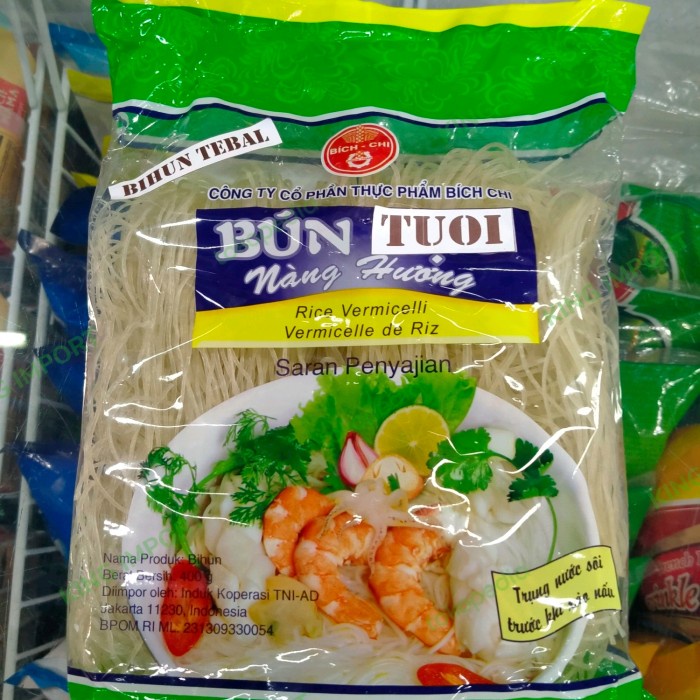 BÍCH - CHI
BIHUN TEBAL
CÔNG TY CỔ PHẦN THỰC PHẨM BÍCH CHI
BÚN TUỌI
Nàng Hương
Rice Vermicelli
Vermicelle de Riz
Saran Penyajian
Nama Produk: Bihun
Berat Bersih: 400 g
Diimpor oleh: Induk Koperasi TNI-AD
Jakarta 11230, Indonesia
BPOM RI ML 231309330054
Trụng nước sôi
trước khi nấu